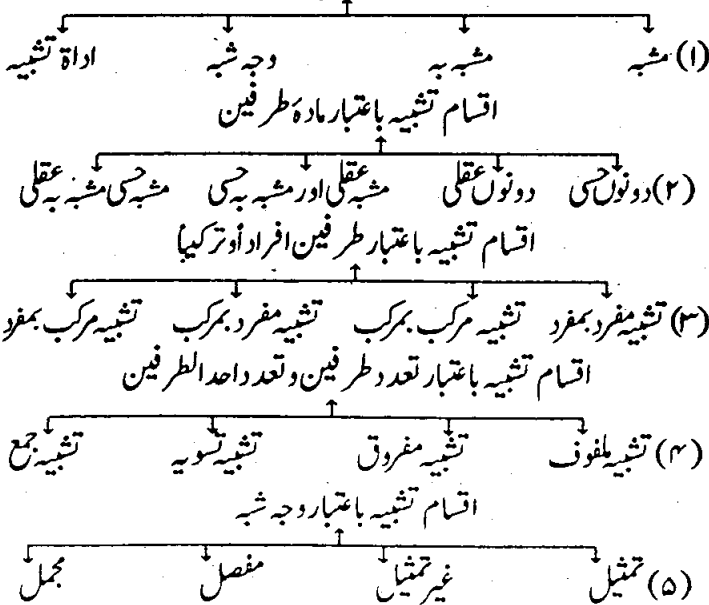 (۱) مشبہ مشبہ بہ وجہ شبہ اداۃ تشبیہ
اقسام تشبیہ باعتبار مادۂ طرفین
(۲) دونوں حسی دونوں عقلی مشبہ عقلی اور مشبہ بہ حسی مشبہ حسی مشبہ بہ عقلی
اقسام تشبیہ باعتبار طرفین افراداً وترکیباً
(۳) تشبیہ مفرد بمفرد تشبیہ مرکب بمرکب تشبیہ مفرد بمرکب تشبیہ مرکب بمفرد
اقسام تشبیہ باعتبار تعدد طرفین وتعدد احد الطرفین
(۴) تشبیہ ملفوف تشبیہ مفروق تشبیہ تسویہ تشبیہ جمع
اقسام تشبیہ باعتبار وجہ شبہ
(۵) تمثیل غیر تمثیل مفصل مجمل